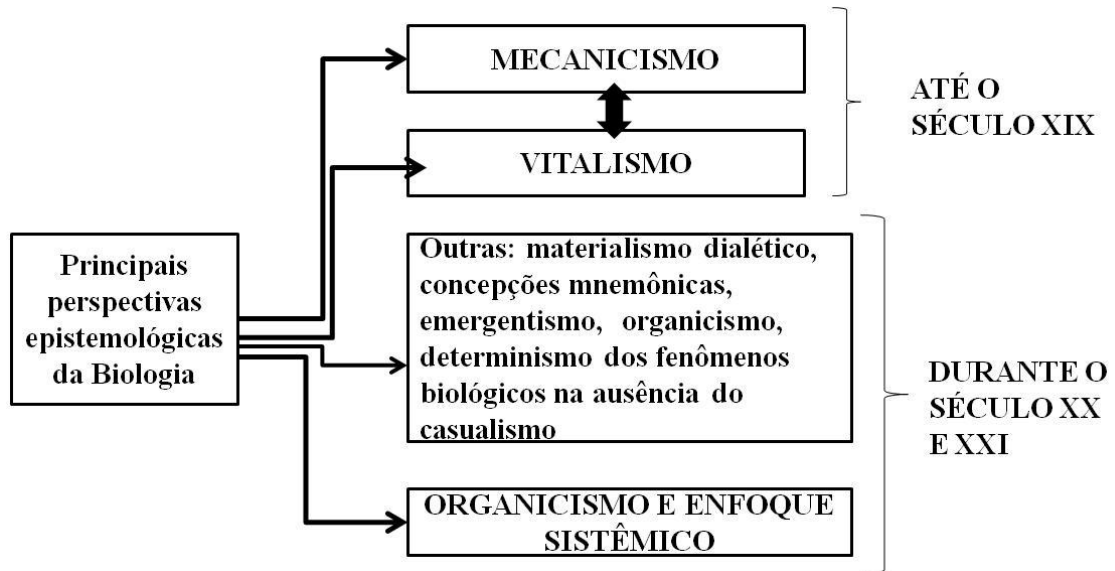 MECANICISMO
VITALISMO
ATÉ O
SÉCULO XIX
Principais
perspectivas
epistemológicas
da Biologia
Outras: materialismo dialético,
concepções mnemônicas,
emergentismo, organicismo,
determinismo dos fenômenos
biológicos na ausência do
casualismo
ORGANICISMO E ENFOQUE
SISTÊMICO
DURANTE O
SÉCULO XX
E XXI